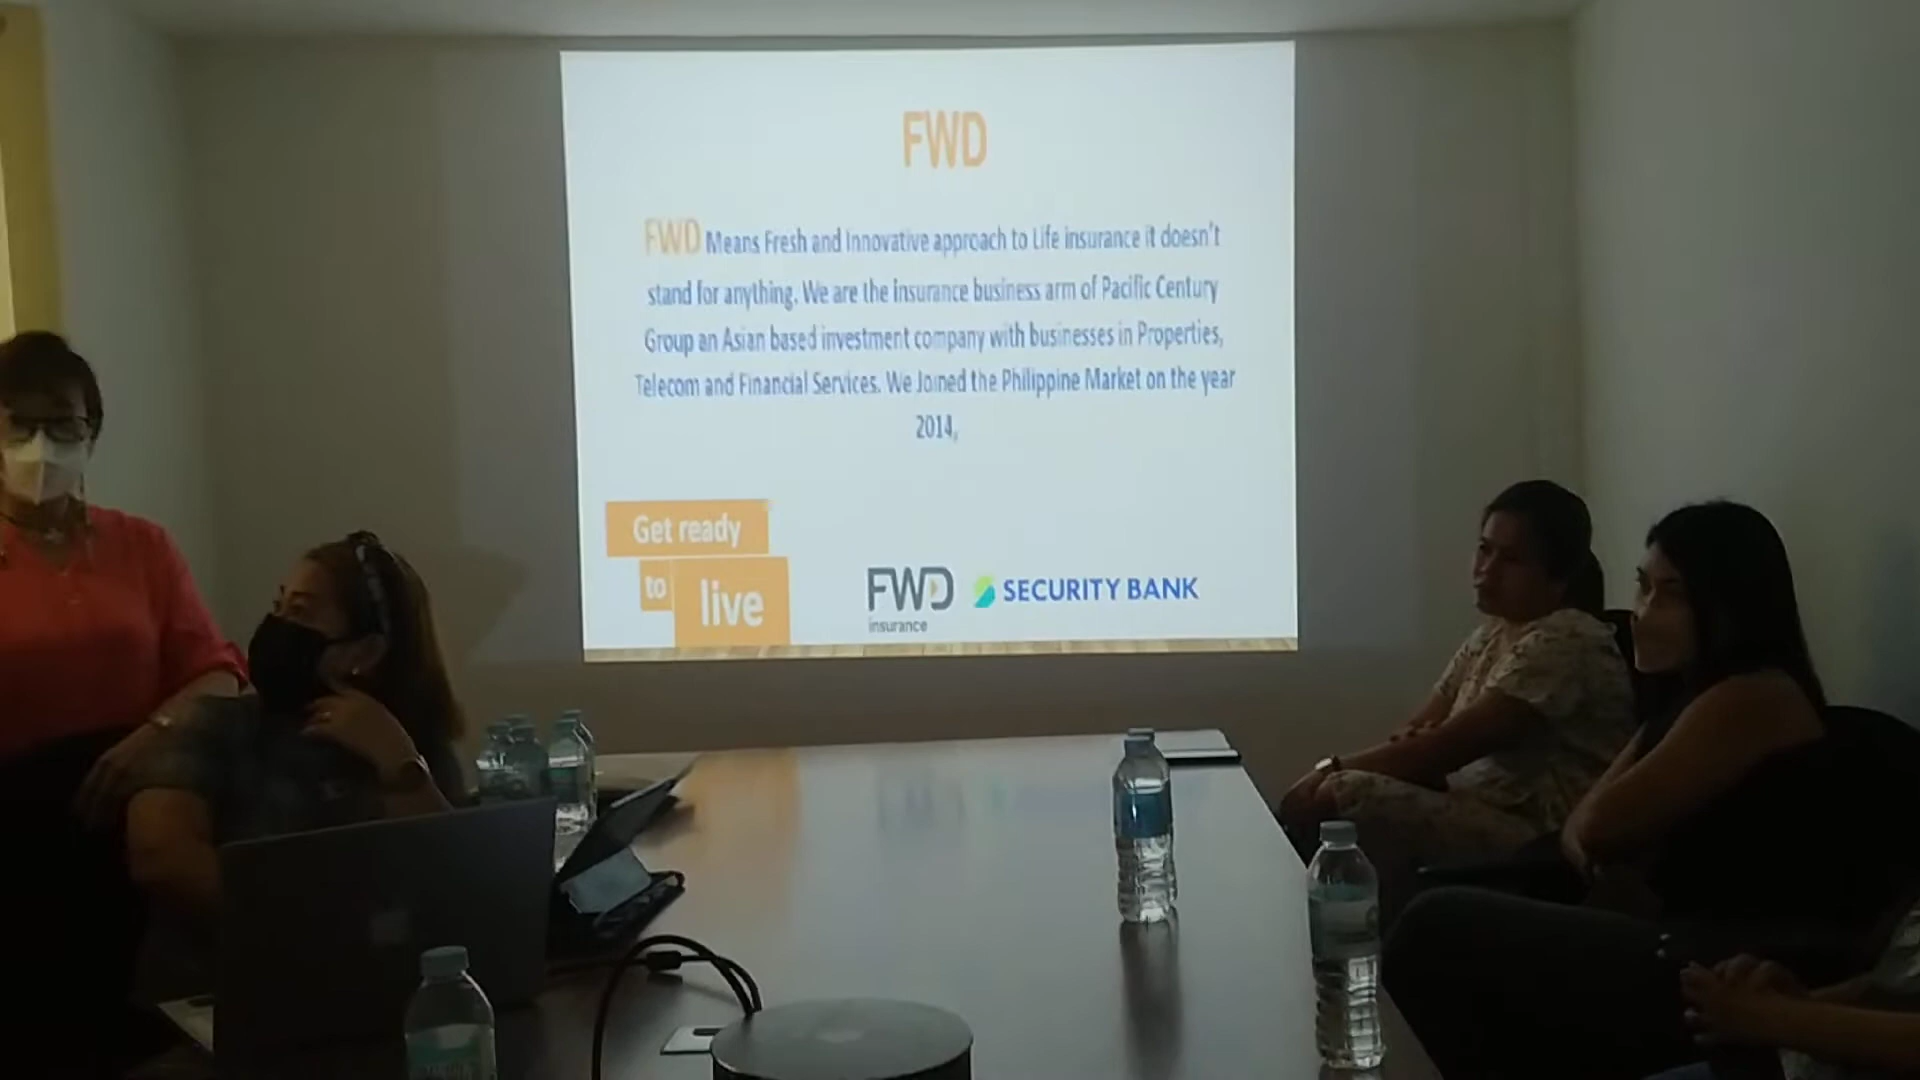 FWD
FWD Means Fresh and Innovative approach to Life insurance it doesn't
stand for anything. We are the insurance business arm of Pacific Century
Group an Asian based investment company with businesses in Properties,
Telecom and Financial Services. We Joined the Philippine Market on the year
2014,
Get ready
to live
FWD insurance
SECURITY BANK